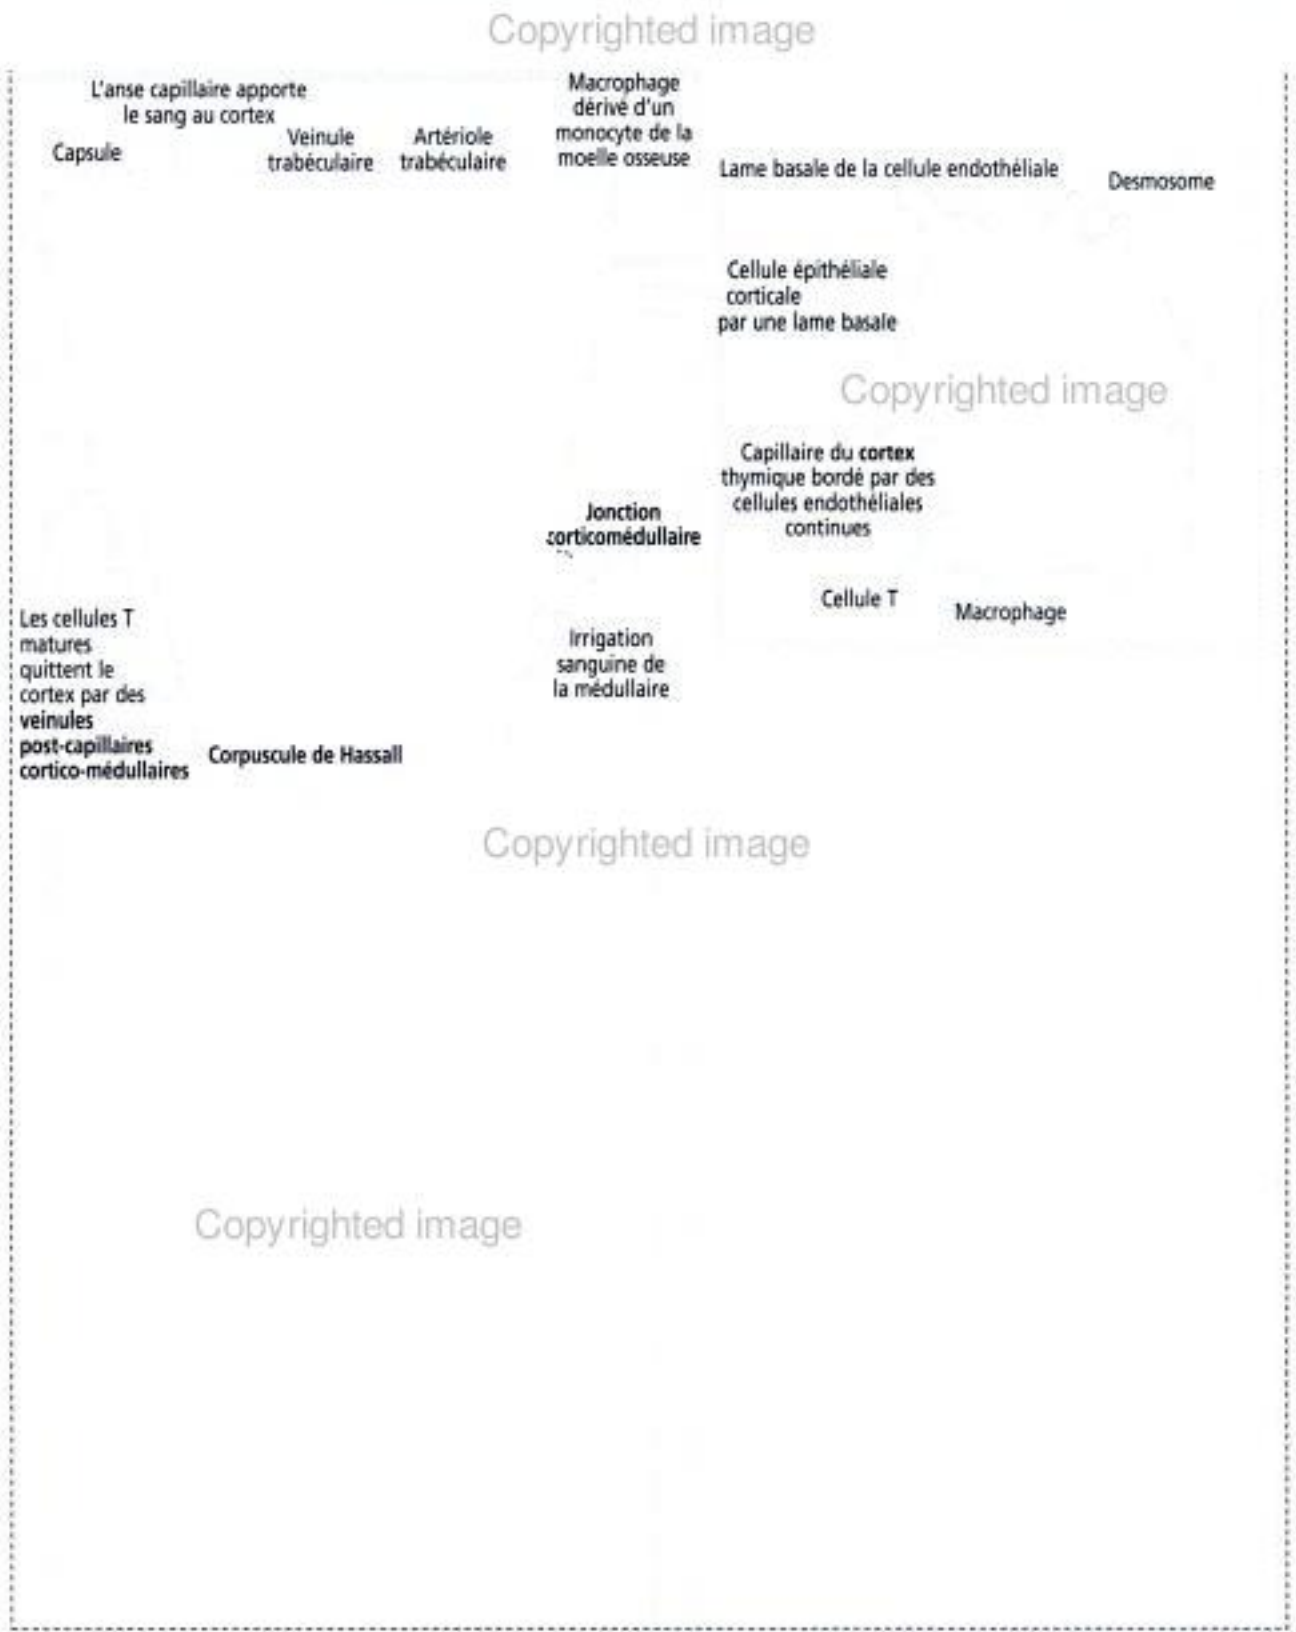 Copyrighted image
L'anse capillaire apporte
le sang au cortex
Capsule
Veinule
trabéculaire
Artériole
trabéculaire
Macrophage
dérivé d'un
monocyte de la
moelle osseuse
Lame basale de la cellule endothéliale
Desmosome
Cellule épithéliale
corticale
par une lame basale
Copyrighted image
Capillaire du cortex
thymique bordé par des
cellules endothéliales
continues
Jonction
corticomédullaire
Cellule T
Macrophage
Les cellules T
matures
quittent le
cortex par des
veinules
post-capillaires
cortico-médullaires
Irrigation
sanguine de
la médullaire
Corpuscule de Hassall
Copyrighted image
Copyrighted image